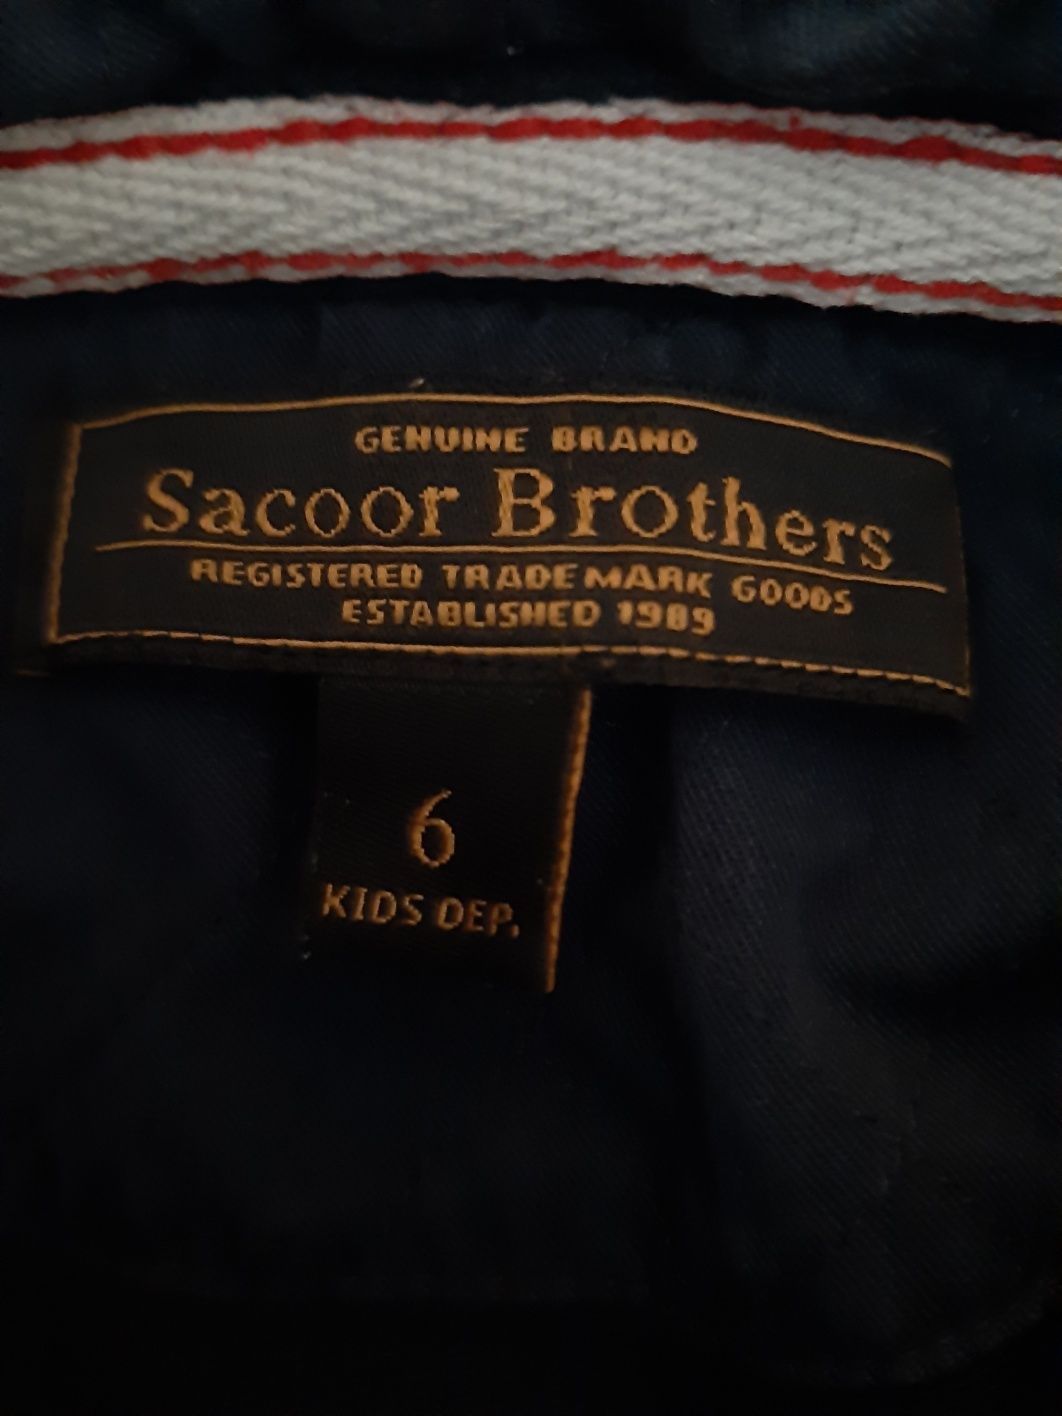 GENUINE BRAND
Sacoor Brothers
REGISTERED TRADEMARK GOODS
ESTABLISHED 1989
6
KIDS DEP.